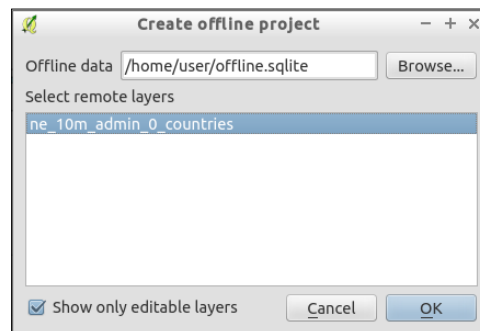 Create offline project
Offline data /home/user/offline.sqlite Browse...
Select remote layers
ne_10m_admin_0_countries
Show only editable layers Cancel OK